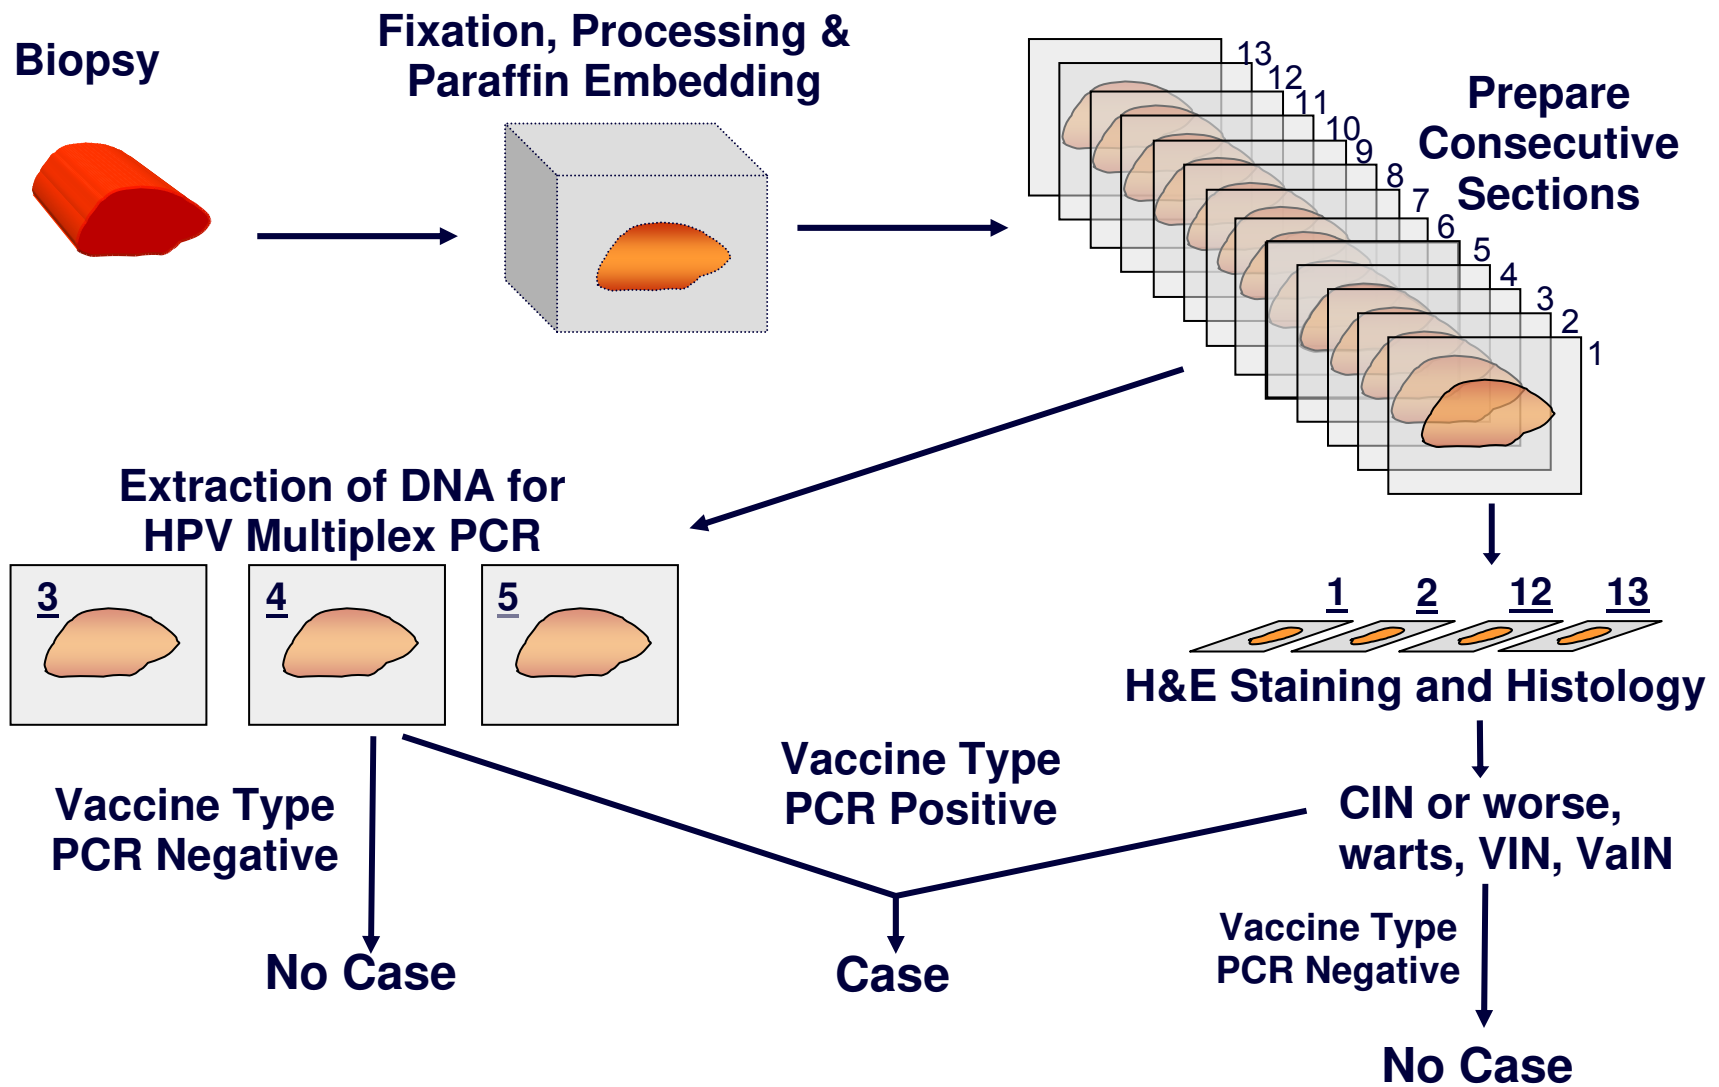 Biopsy
Fixation, Processing &
Paraffin Embedding
13
12
11
10
9
8
7
6
5
4
3
2
1
Prepare
Consecutive
Sections
Extraction of DNA for
HPV Multiplex PCR
3
4
5
1 2 12 13
H&E Staining and Histology
Vaccine Type
PCR Negative
Vaccine Type
PCR Positive
CIN or worse,
warts, VIN, VaIN
Vaccine Type
PCR Negative
No Case
Case
No Case